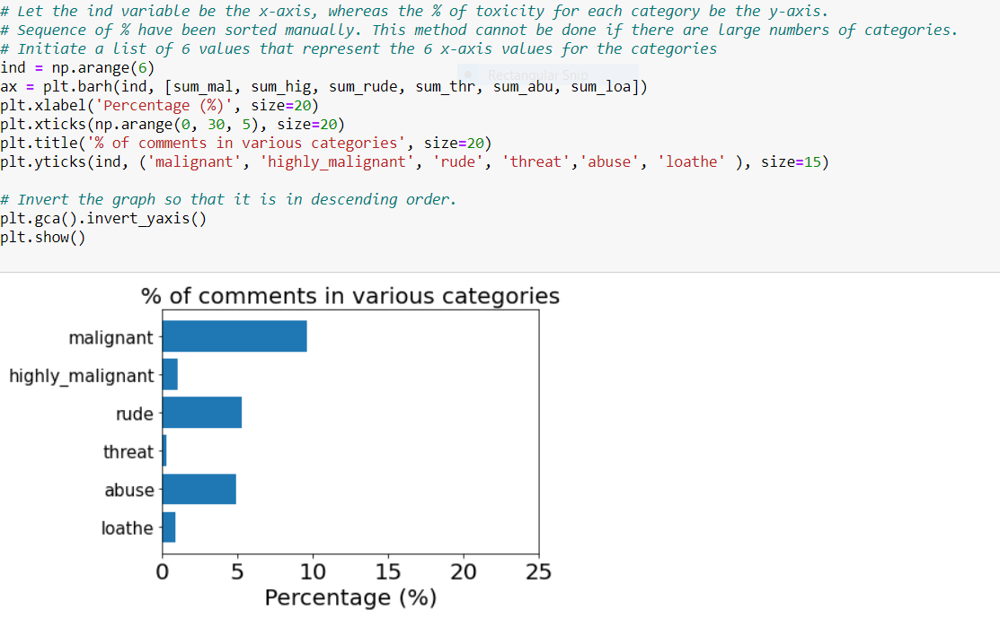 # Let the ind variable be the x-axis, whereas the % of toxicity for each category be the y-axis.
# Sequence of % have been sorted manually. This method cannot be done if there are large numbers of categories.
# Initiate a list of 6 values that represent the 6 x-axis values for the categories
ind = np.arange(6)
Rectangular Snip
ax = plt.barh(ind, [sum_mal, sum_hig, sum_rude, sum_thr, sum_abu, sum_loa])
plt.xlabel('Percentage (%)', size=20)
plt.xticks(np.arange(0, 30, 5), size=20)
plt.title('% of comments in various categories', size=20)
plt.yticks(ind, ('malignant', 'highly_malignant', 'rude', 'threat','abuse', 'loathe' ), size=15)
# Invert the graph so that it is in descending order.
plt.gca().invert_yaxis()
plt.show()
% of comments in various categories
malignant
highly_malignant
rude
threat
abuse
loathe
0 5 10 15 20 25
Percentage (%)